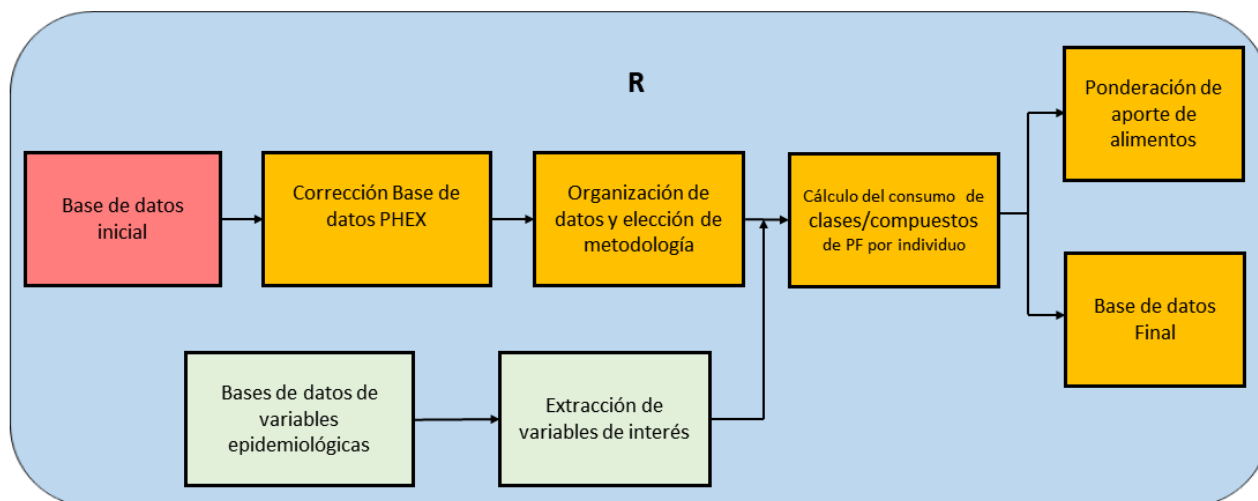 R
Base de datos
inicial
Corrección Base de
datos PHEX
Organización de
datos y elección de
metodología
Cálculo del consumo de
clases/compuestos
de PF por individuo
Ponderación de
aporte de
alimentos
Base de datos
Final
Bases de datos de
variables
epidemiológicas
Extracción de
variables de interés